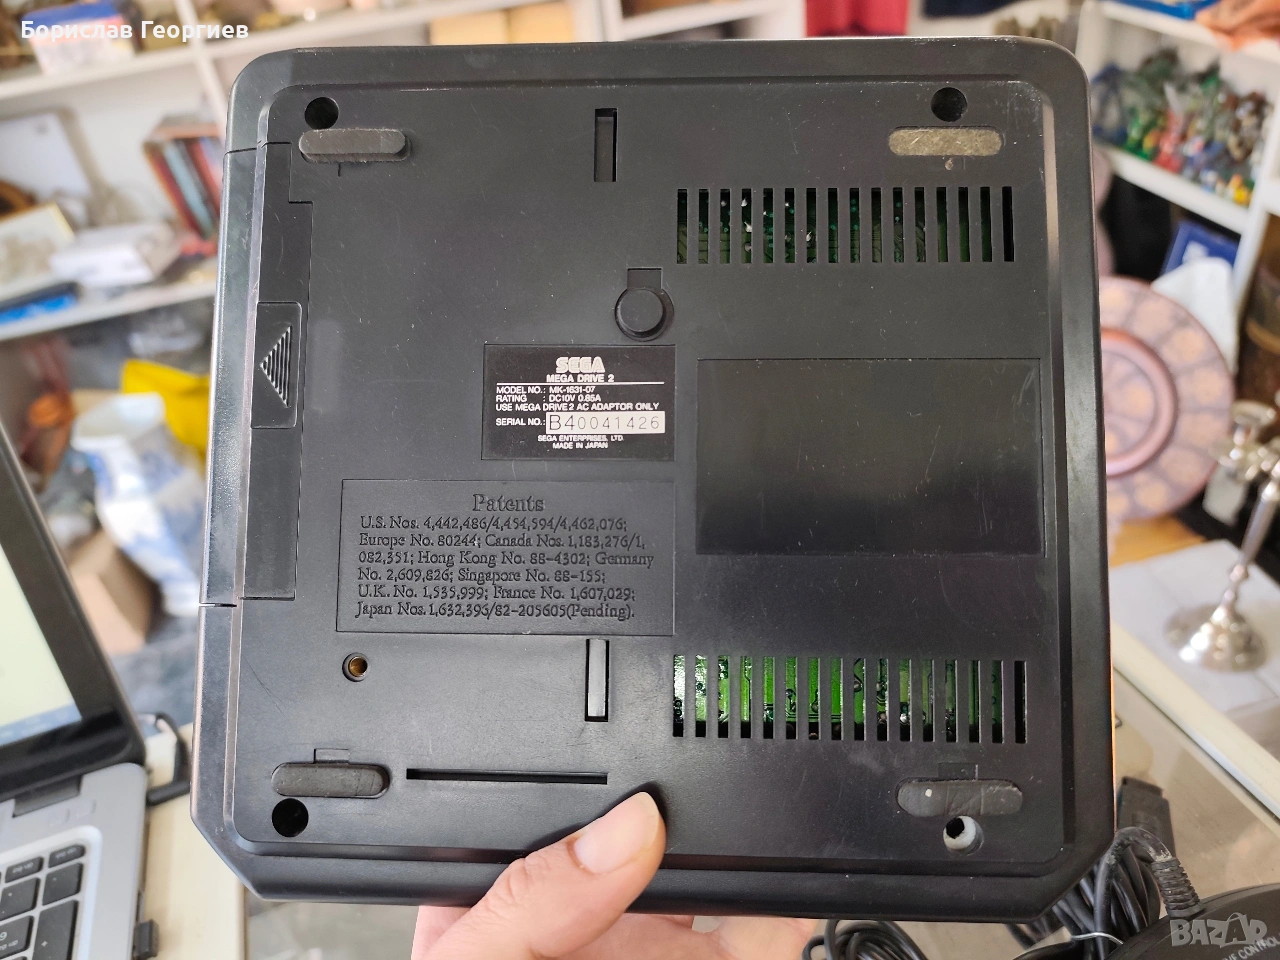 Борислав Георгиев
SEGA
MEGA DRIVE 2
MODEL NO.: MK-1631-07
RATING : DC10V 0.85A
USE MEGA DRIVE 2 AC ADAPTOR ONLY
SERIAL NO.: B40041426
SEGA ENTERPRISES, LTD.
MADE IN JAPAN
Patents
U.S. Nos. 4,442,486/4,454,594/4,462,076;
Europe No. 80244; Canada Nos. 1,183,276/1,
082,351; Hong Kong No. 88-4302; Germany
No. 2,609,826; Singapore No. 88-155;
U.K. No. 1,535,999; France No. 1,607,029;
Japan Nos. 1,632,396/82-205605(Pending).
BAZAR